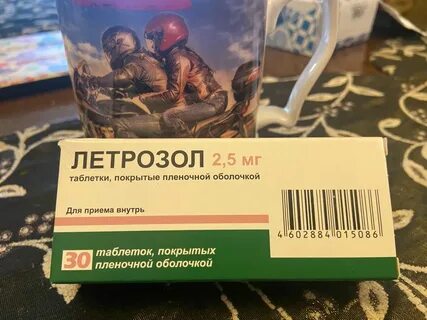 ЛЕТРОЗОЛ 2,5 мг
таблетки, покрытые пленочной оболочкой
Для приема внутрь
30 таблеток, покрытых
пленочной оболочкой
4 602884 015086